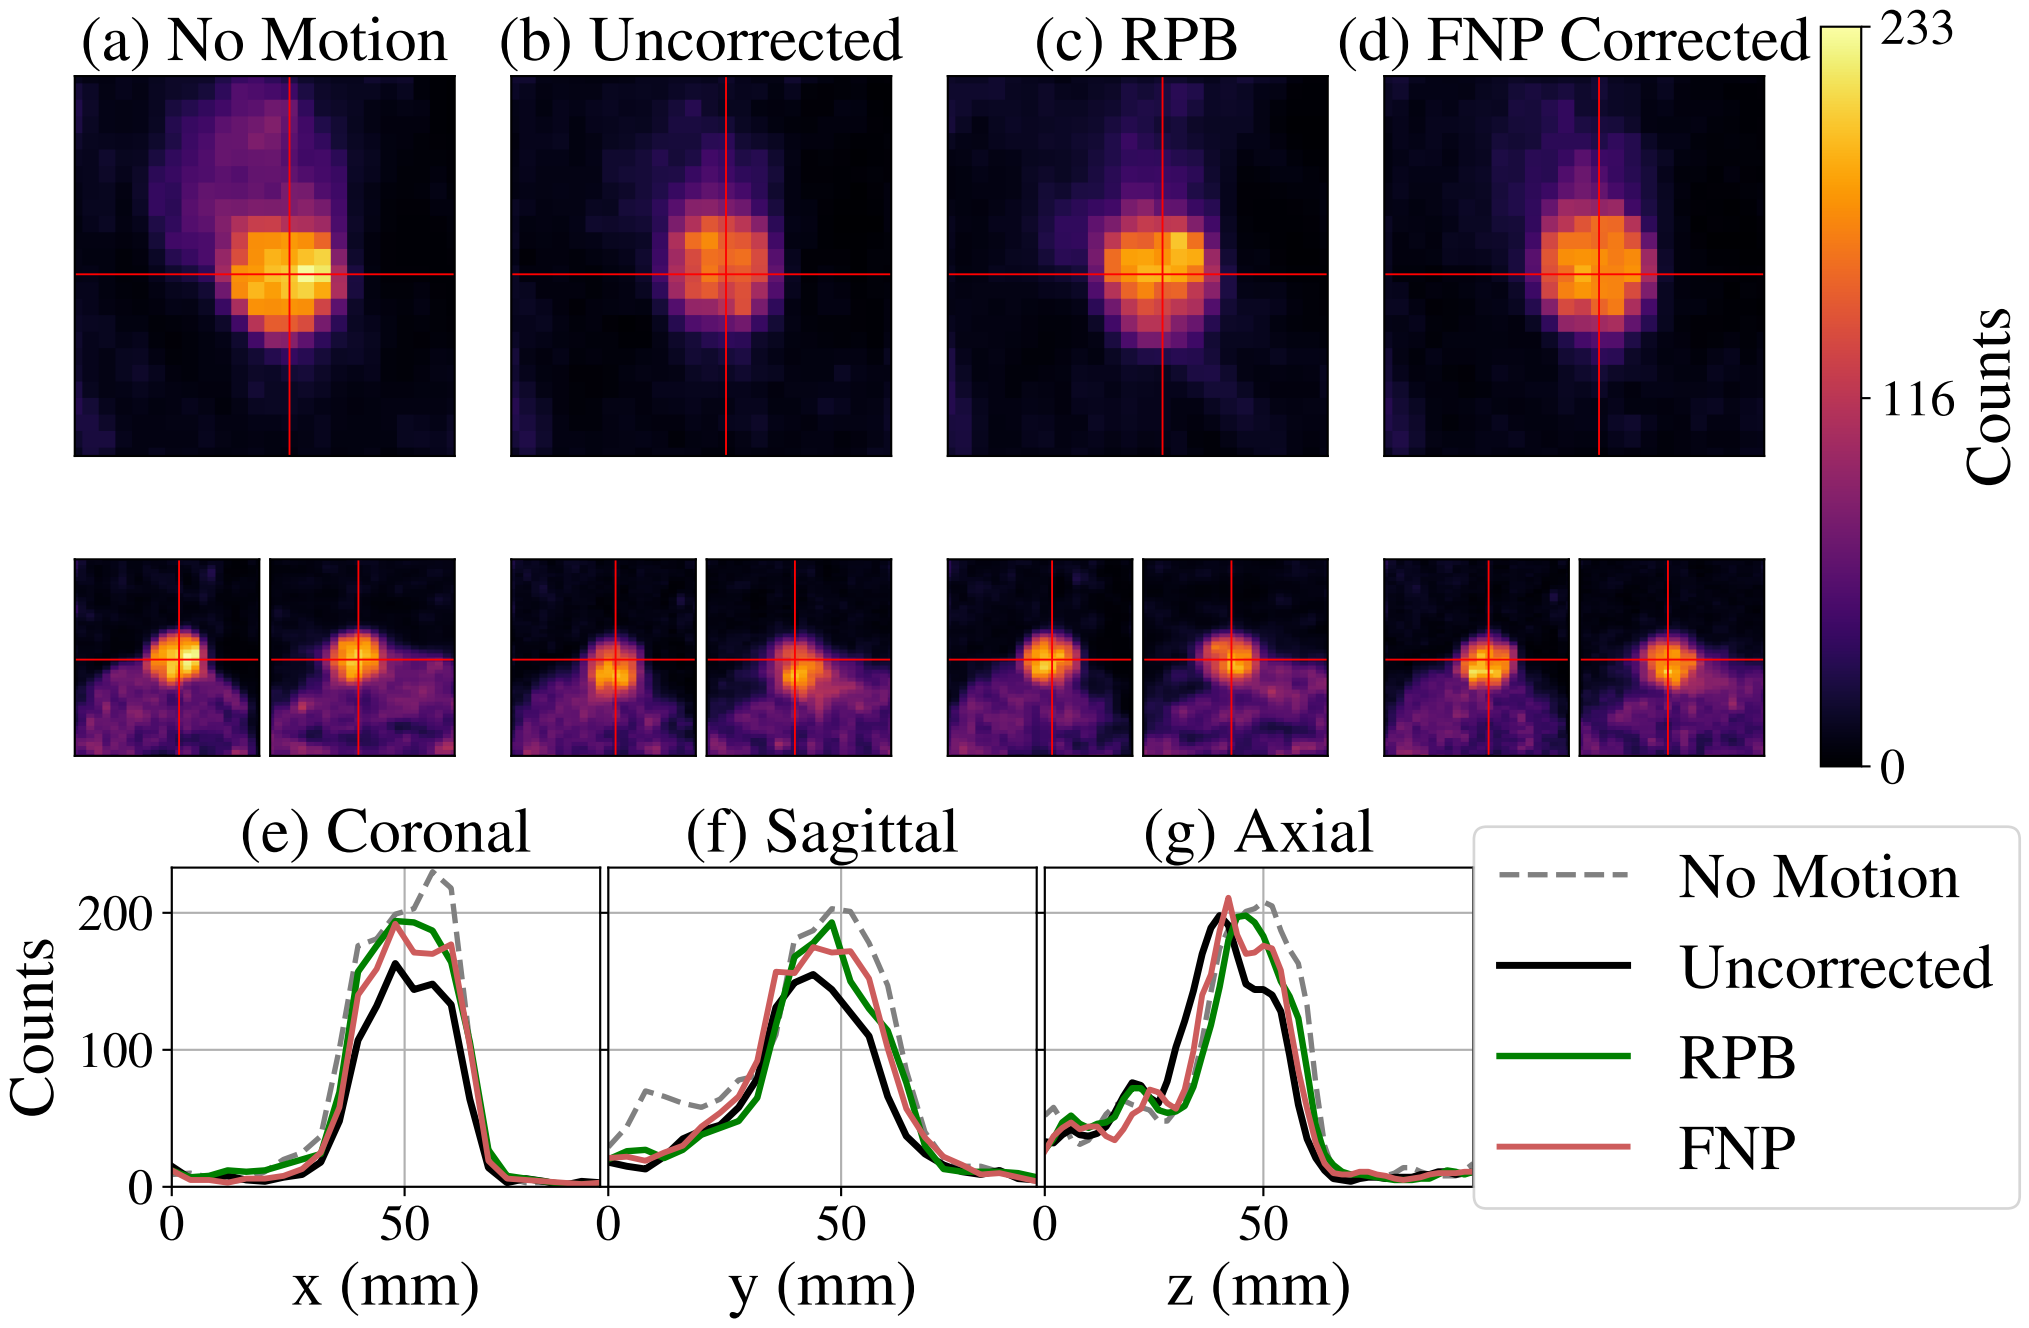 (a) No Motion
(b) Uncorrected
(c) RPB
(d) FNP Corrected
233
116
0
Counts
(e) Coronal
(f) Sagittal
(g) Axial
Counts
200
100
0
0
50
0
50
0
50
x (mm)
y (mm)
z (mm)
No Motion
Uncorrected
RPB
FNP